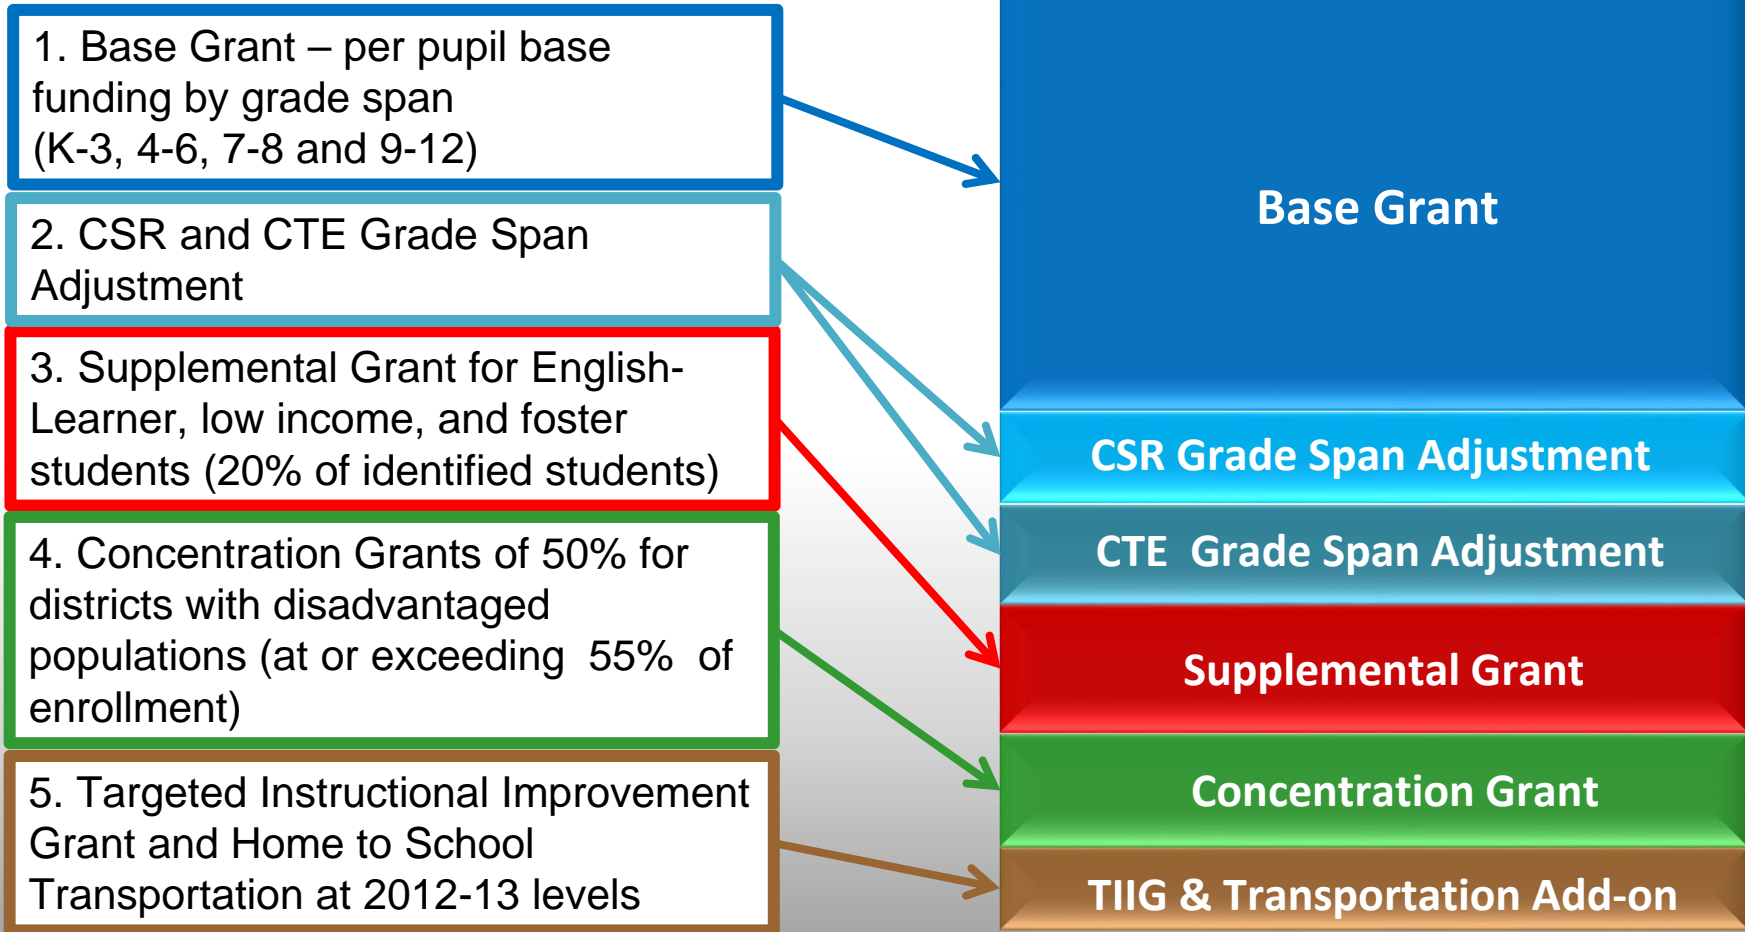 1. Base Grant – per pupil base
funding by grade span
(K-3, 4-6, 7-8 and 9-12)
2. CSR and CTE Grade Span
Adjustment
3. Supplemental Grant for English-
Learner, low income, and foster
students (20% of identified students)
4. Concentration Grants of 50% for
districts with disadvantaged
populations (at or exceeding  55%  of
enrollment)
5. Targeted Instructional Improvement
Grant and Home to School
Transportation at 2012-13 levels
Base Grant
CSR Grade Span Adjustment
CTE  Grade Span Adjustment
Supplemental Grant
Concentration Grant
TIIG & Transportation Add-on